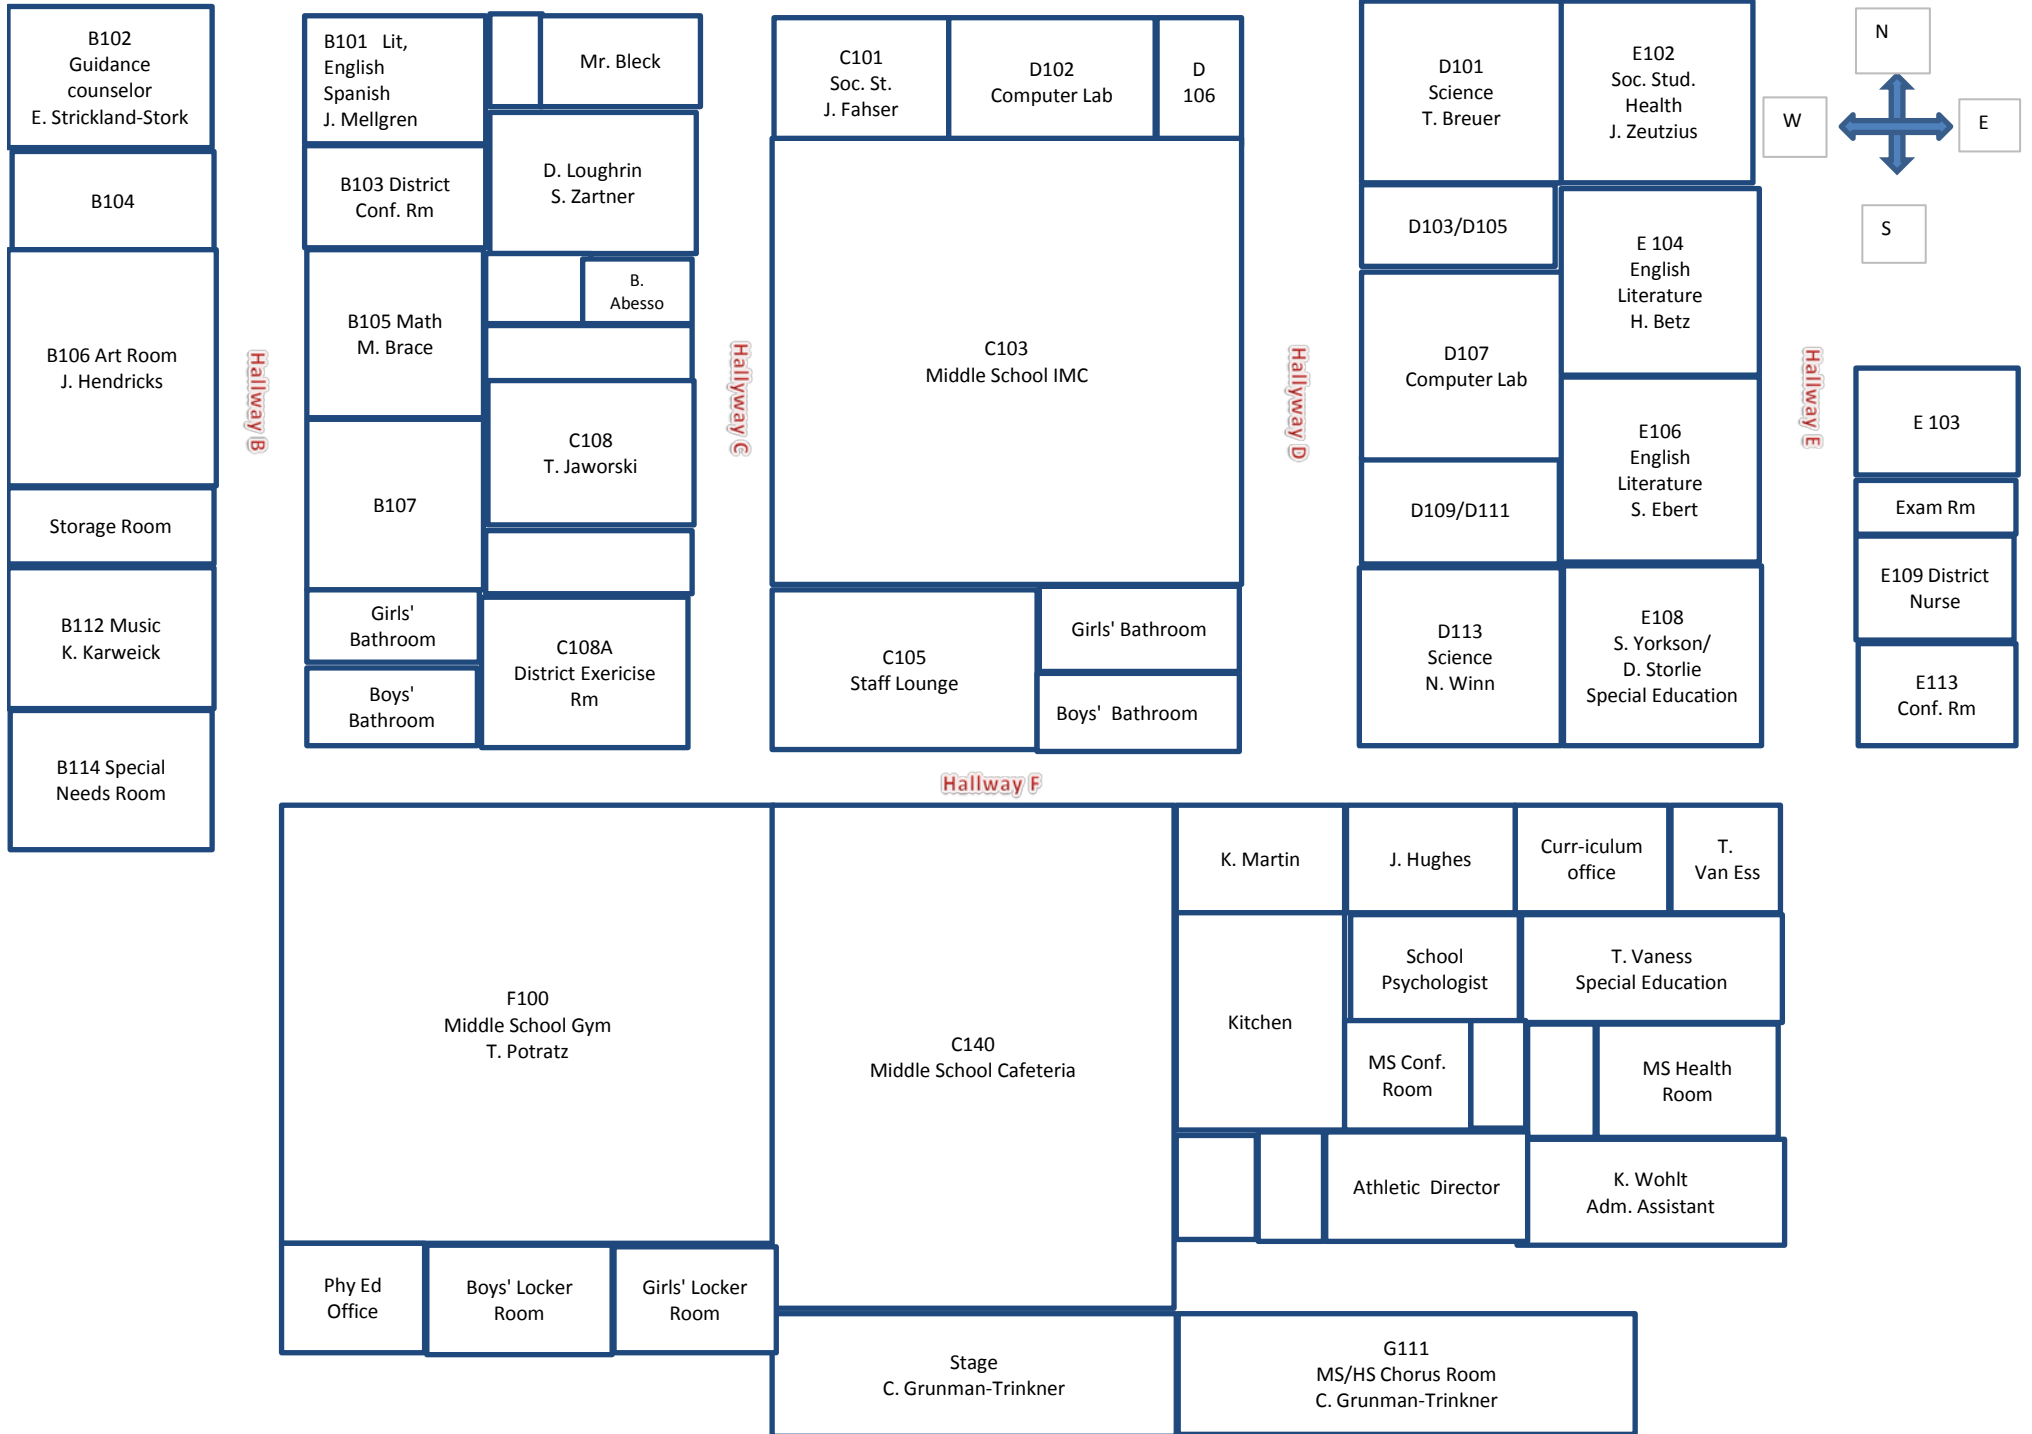 B102
Guidance
counselor
E. Strickland-Stork
B104
B106 Art Room
J. Hendricks
Storage Room
B112 Music
K. Karweick
B114 Special
Needs Room
Hallway B
B101   Lit,
English
Spanish
J. Mellgren
B103 District
Conf. Rm
B105 Math
M. Brace
B107
Girls'
Bathroom
Boys'
Bathroom
Mr. Bleck
D. Loughrin
S. Zartner
B.
Abesso
C108
T. Jaworski
C108A
District Exericise
Rm
Hallyway C
C101
Soc. St.
J. Fahser
D102
Computer Lab
D
106
C103
Middle School IMC
C105
Staff Lounge
Girls' Bathroom
Boys'  Bathroom
Hallyway D
D101
Science
T. Breuer
D103/D105
D107
Computer Lab
D109/D111
D113
Science
N. Winn
E102
Soc. Stud.
Health
J. Zeutzius
E 104
English
Literature
H. Betz
E106
English
Literature
S. Ebert
E108
S. Yorkson/
D. Storlie
Special Education
Hallway E
N
W
E
S
E 103
Exam Rm
E109 District
Nurse
E113
Conf. Rm
Hallway F
F100
Middle School Gym
T. Potratz
Phy Ed
Office
Boys' Locker
Room
Girls' Locker
Room
C140
Middle School Cafeteria
Stage
C. Grunman-Trinkner
K. Martin
J. Hughes
Curr-iculum
office
T.
Van Ess
Kitchen
School
Psychologist
T. Vaness
Special Education
MS Conf.
Room
MS Health
Room
Athletic  Director
K. Wohlt
Adm. Assistant
G111
MS/HS Chorus Room
C. Grunman-Trinkner